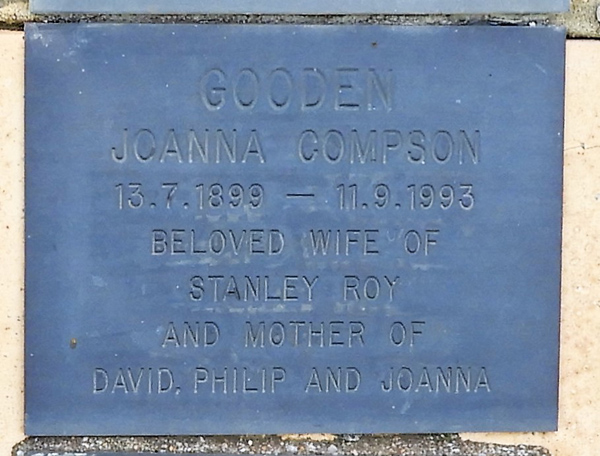 GOODEN
JOANNA COMPSON
13.7.1899 — 11.9.1993
BELOVED WIFE OF
STANLEY ROY
AND MOTHER OF
DAVID, PHILIP AND JOANNA